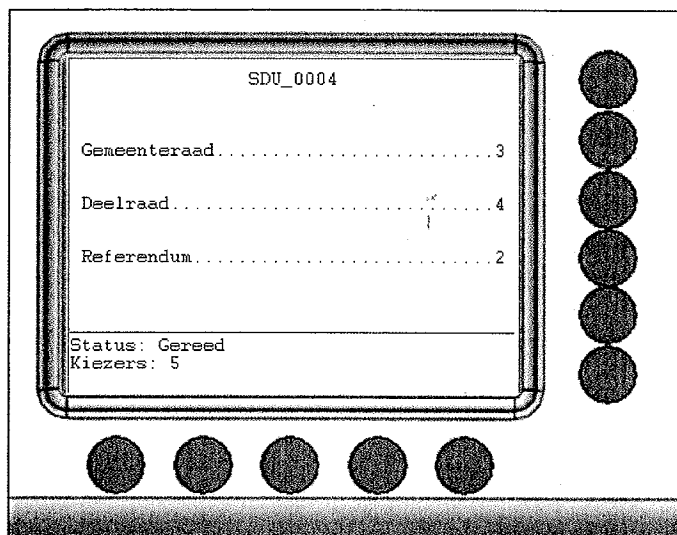 SDU_0004
Gemeenteraad.........................3
Deelraad.............................4
Referendum...........................2
Status: Gereed
Kiezers: 5